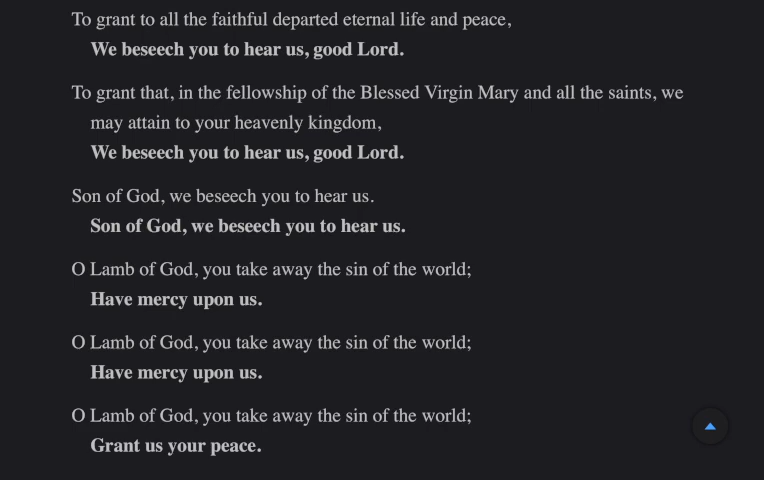 To grant to all the faithful departed eternal life and peace,
We beseech you to hear us, good Lord.
To grant that, in the fellowship of the Blessed Virgin Mary and all the saints, we
may attain to your heavenly kingdom,
We beseech you to hear us, good Lord.
Son of God, we beseech you to hear us.
Son of God, we beseech you to hear us.
O Lamb of God, you take away the sin of the world;
Have mercy upon us.
O Lamb of God, you take away the sin of the world;
Have mercy upon us.
O Lamb of God, you take away the sin of the world;
Grant us your peace.